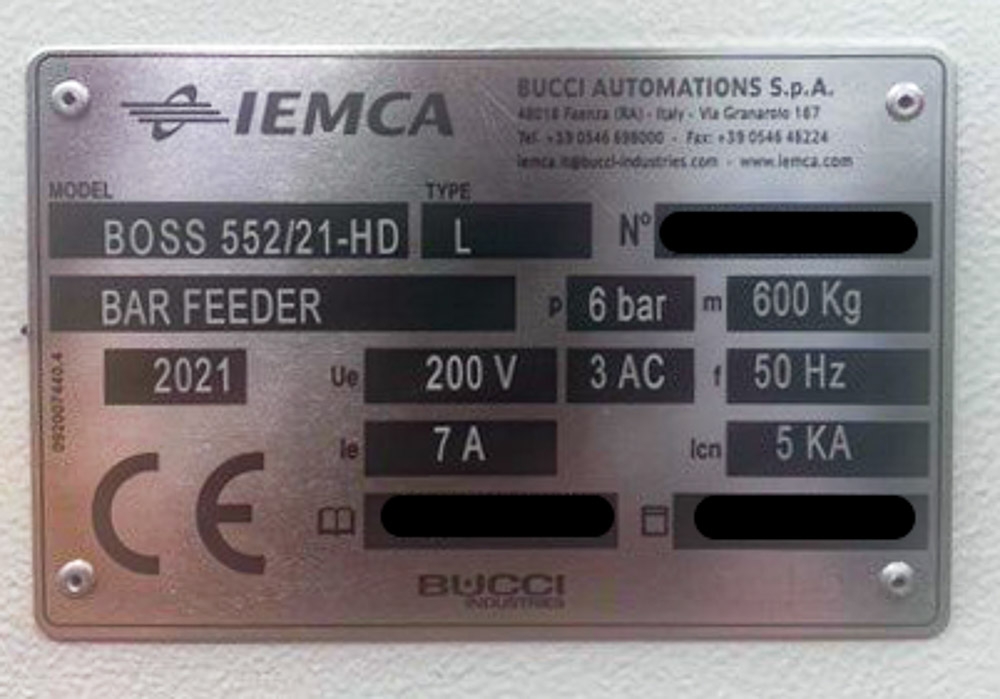 IEMCA
BUCCI AUTOMATIONS S.p.A.
48018 Faenza (RA) - Italy - Via Granarolo 167
Tel. +39 0546 698000 - Fax: +39 0546 46224
iemca.it@bucci-industries.com - www.iemca.com
MODEL TYPE
BOSS 552/21-HD L N°
BAR FEEDER p 6 bar m 600 Kg
2021 Ue 200 V 3 AC f 50 Hz
Ie 7 A Icn 5 KA
092007440.4
CE
BUCCI
INDUSTRIES